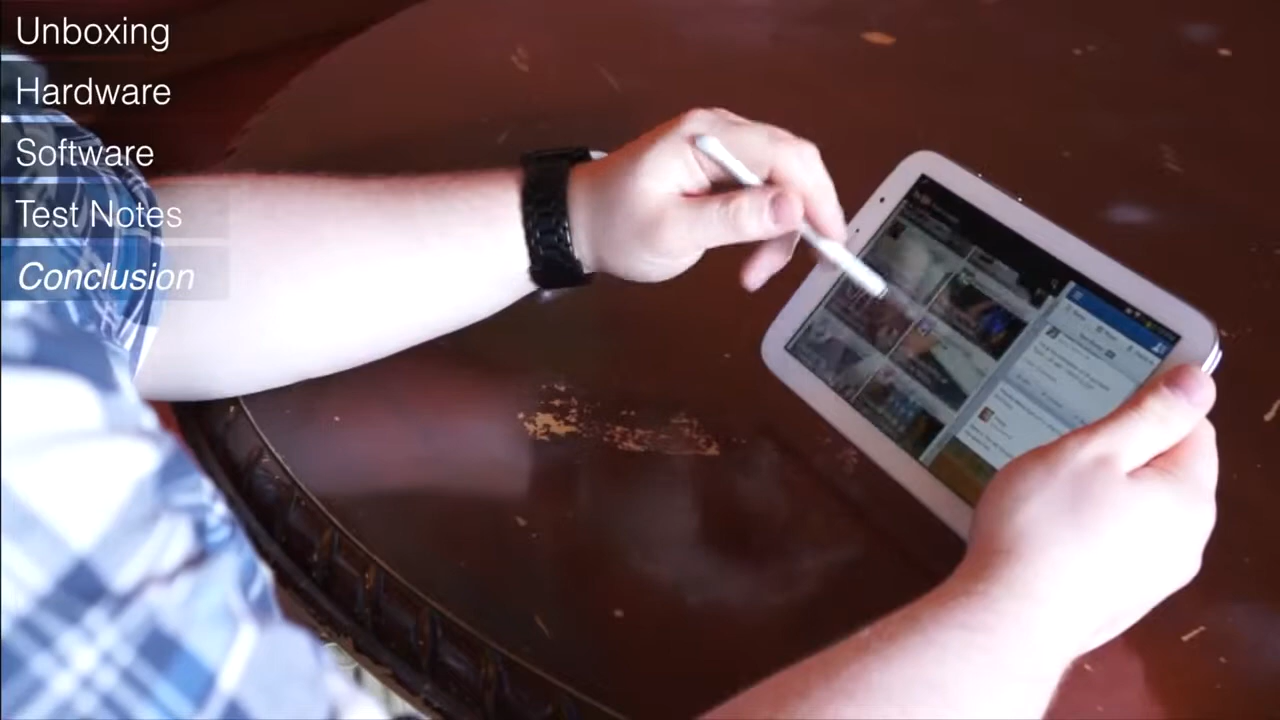 Unboxing
Hardware
Software
Test Notes
Conclusion